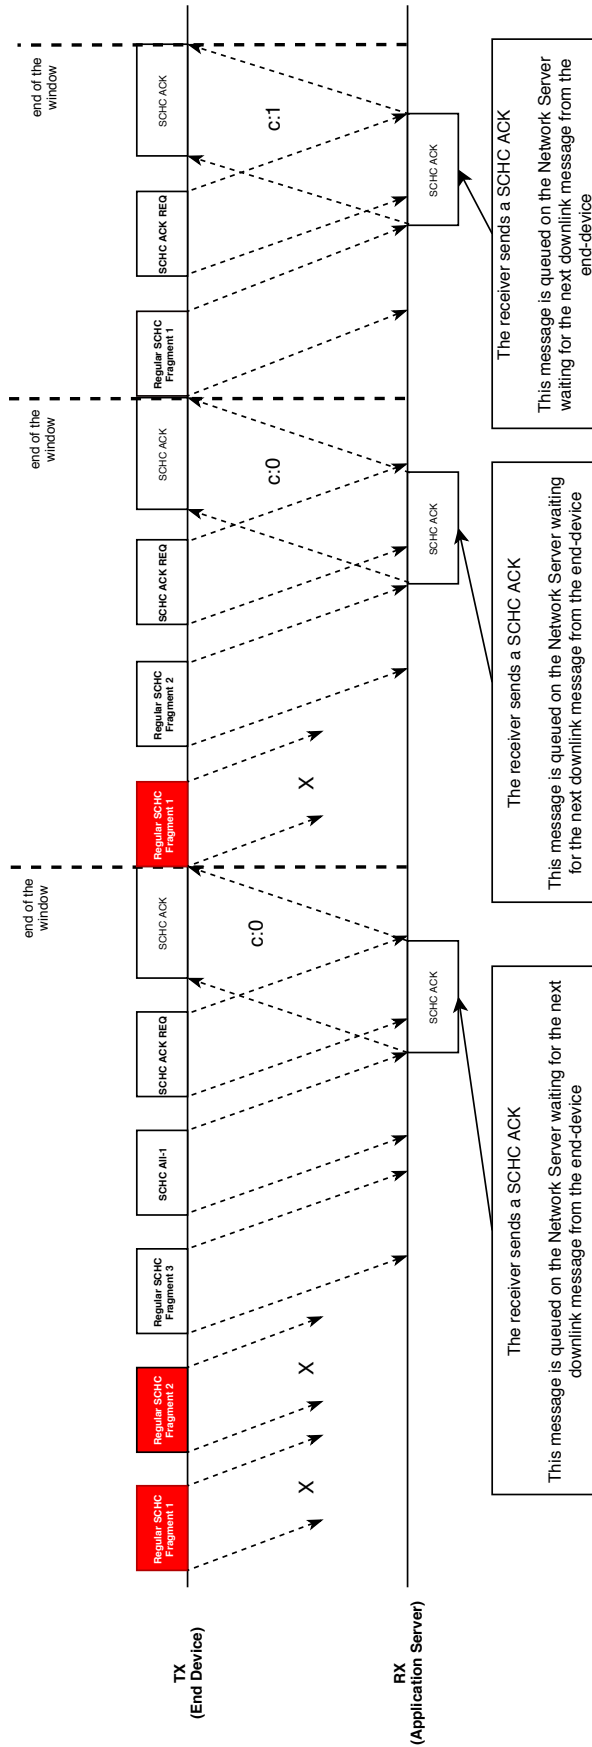 end of the
window
end of the
window
end of the
window
Regular SCHC
Fragment 1
Regular SCHC
Fragment 2
Regular SCHC
Fragment 3
SCHC All-1
SCHC ACK REQ
SCHC ACK
Regular SCHC
Fragment 1
Regular SCHC
Fragment 2
SCHC ACK REQ
SCHC ACK
Regular SCHC
Fragment 1
SCHC ACK REQ
SCHC ACK
TX
(End Device)
X
X
c:0
X
c:0
c:1
RX
(Application Server)
SCHC ACK
SCHC ACK
SCHC ACK
The receiver sends a SCHC ACK
This message is queued on the Network Server waiting for the next
downlink message from the end-device
The receiver sends a SCHC ACK
This message is queued on the Network Server waiting
for the next downlink message from the end-device
The receiver sends a SCHC ACK
This message is queued on the Network Server
waiting for the next downlink message from the
end-device